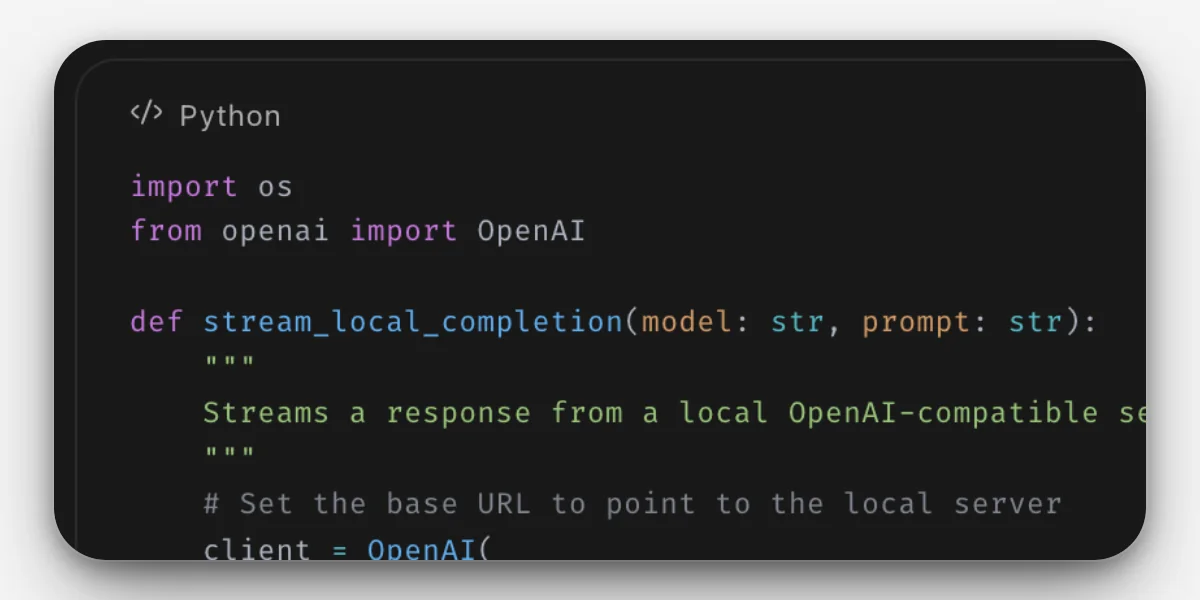 </> Python
import os
from openai import OpenAI
def stream_local_completion(model: str, prompt: str):
"""
Streams a response from a local OpenAI-compatible
"""
# Set the base URL to point to the local server
client = OpenAI(